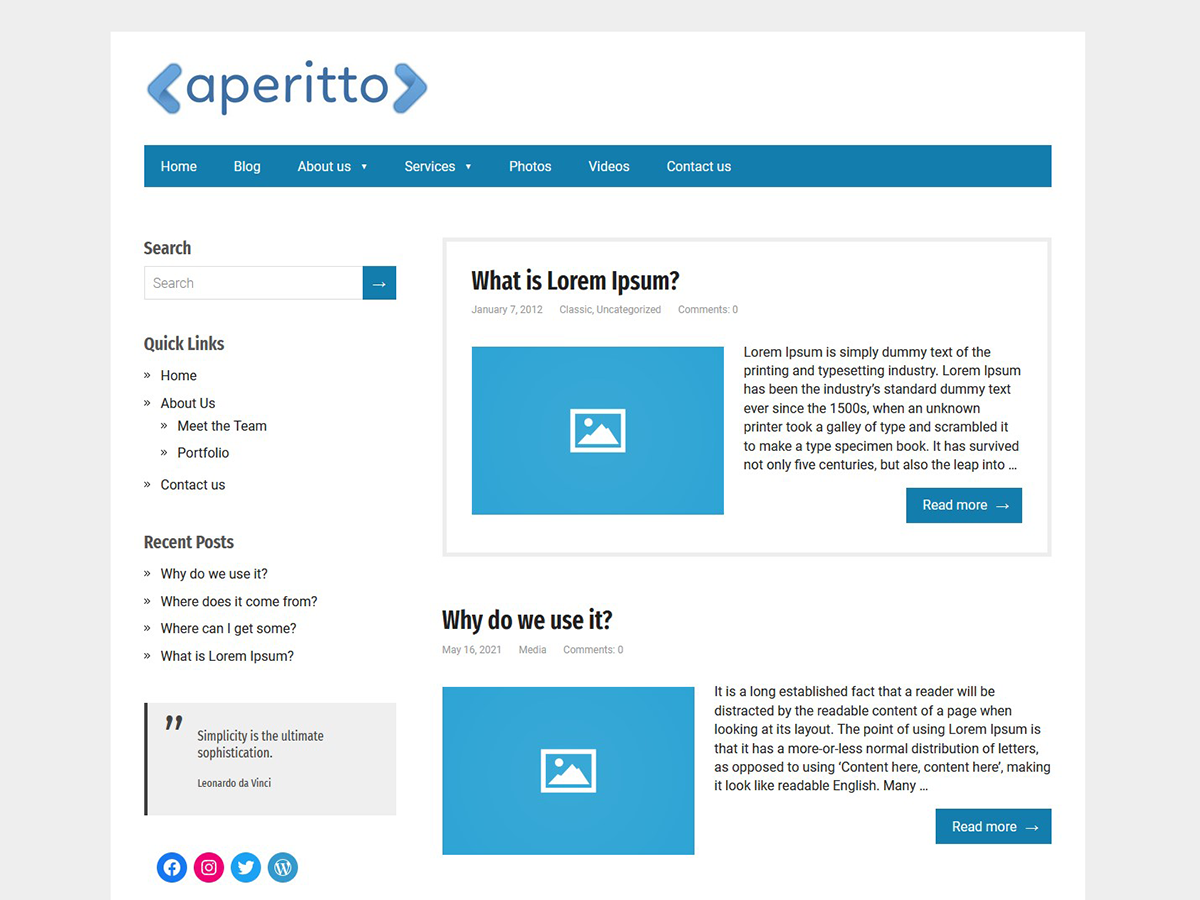 aperitto
Home Blog About us Services Photos Videos Contact us
Search
Search
Quick Links
Home
About Us
Meet the Team
Portfolio
Contact us
Recent Posts
Why do we use it?
Where does it come from?
Where can I get some?
What is Lorem Ipsum?
Simplicity is the ultimate
sophistication.
Leonardo da Vinci
What is Lorem Ipsum?
January 7, 2012 Classic, Uncategorized Comments: 0
Lorem Ipsum is simply dummy text of the
printing and typesetting industry. Lorem Ipsum
has been the industry’s standard dummy text
ever since the 1500s, when an unknown
printer took a galley of type and scrambled it
to make a type specimen book. It has survived
not only five centuries, but also the leap into …
Read more →
Why do we use it?
May 16, 2021 Media Comments: 0
It is a long established fact that a reader will be
distracted by the readable content of a page when
looking at its layout. The point of using Lorem Ipsum is
that it has a more-or-less normal distribution of letters,
as opposed to using ‘Content here, content here’, making
it look like readable English. Many …
Read more →